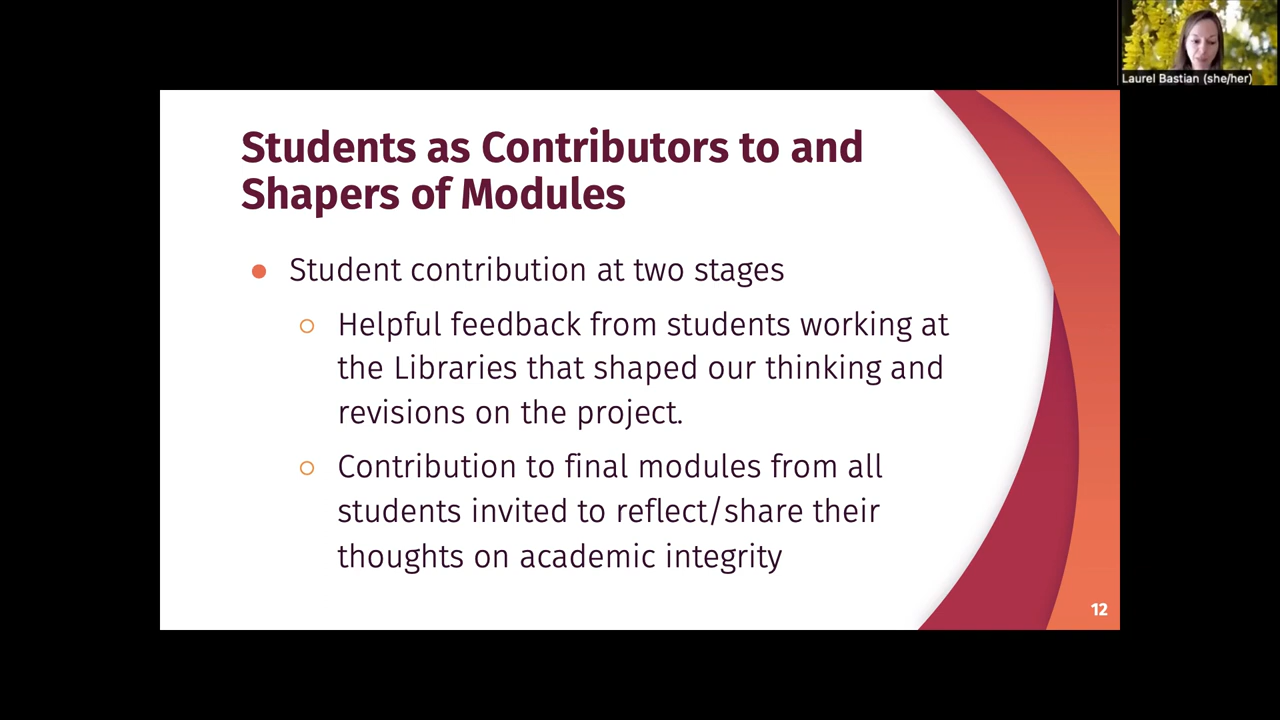 Laurel Bastian (she/her)
Students as Contributors to and
Shapers of Modules
Student contribution at two stages
Helpful feedback from students working at
the Libraries that shaped our thinking and
revisions on the project.
Contribution to final modules from all
students invited to reflect/share their
thoughts on academic integrity
12